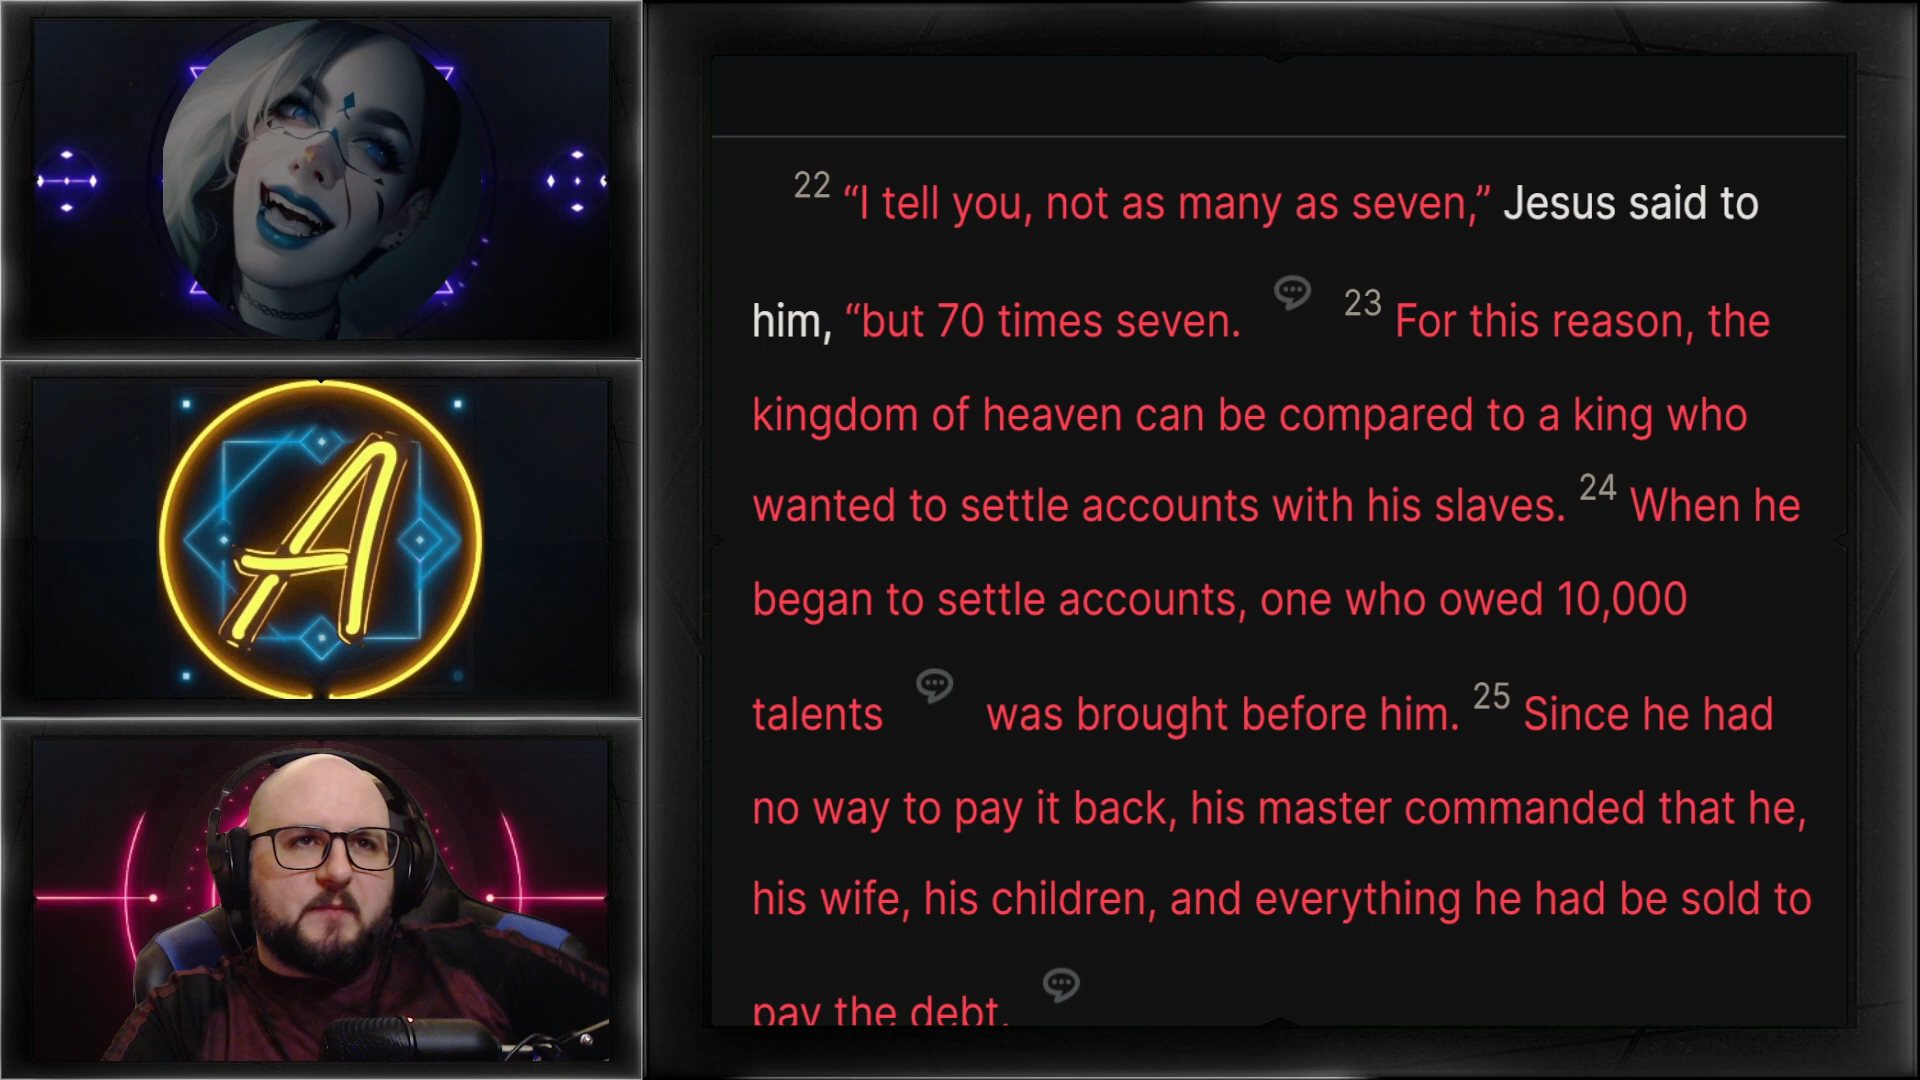 A
22 “I tell you, not as many as seven,” Jesus said to
him, “but 70 times seven. 23 For this reason, the
kingdom of heaven can be compared to a king who
wanted to settle accounts with his slaves. 24 When he
began to settle accounts, one who owed 10,000
talents was brought before him. 25 Since he had
no way to pay it back, his master commanded that he,
his wife, his children, and everything he had be sold to
pay the debt.